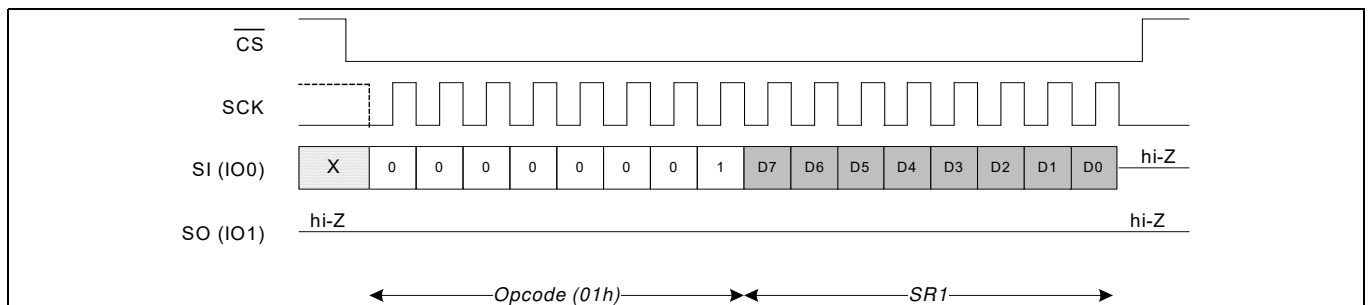 CS
SCK
SI (IO0) X 0 0 0 0 0 0 0 1 D7 D6 D5 D4 D3 D2 D1 D0 hi-Z
SO (IO1) hi-Z hi-Z
Opcode (01h) SR1